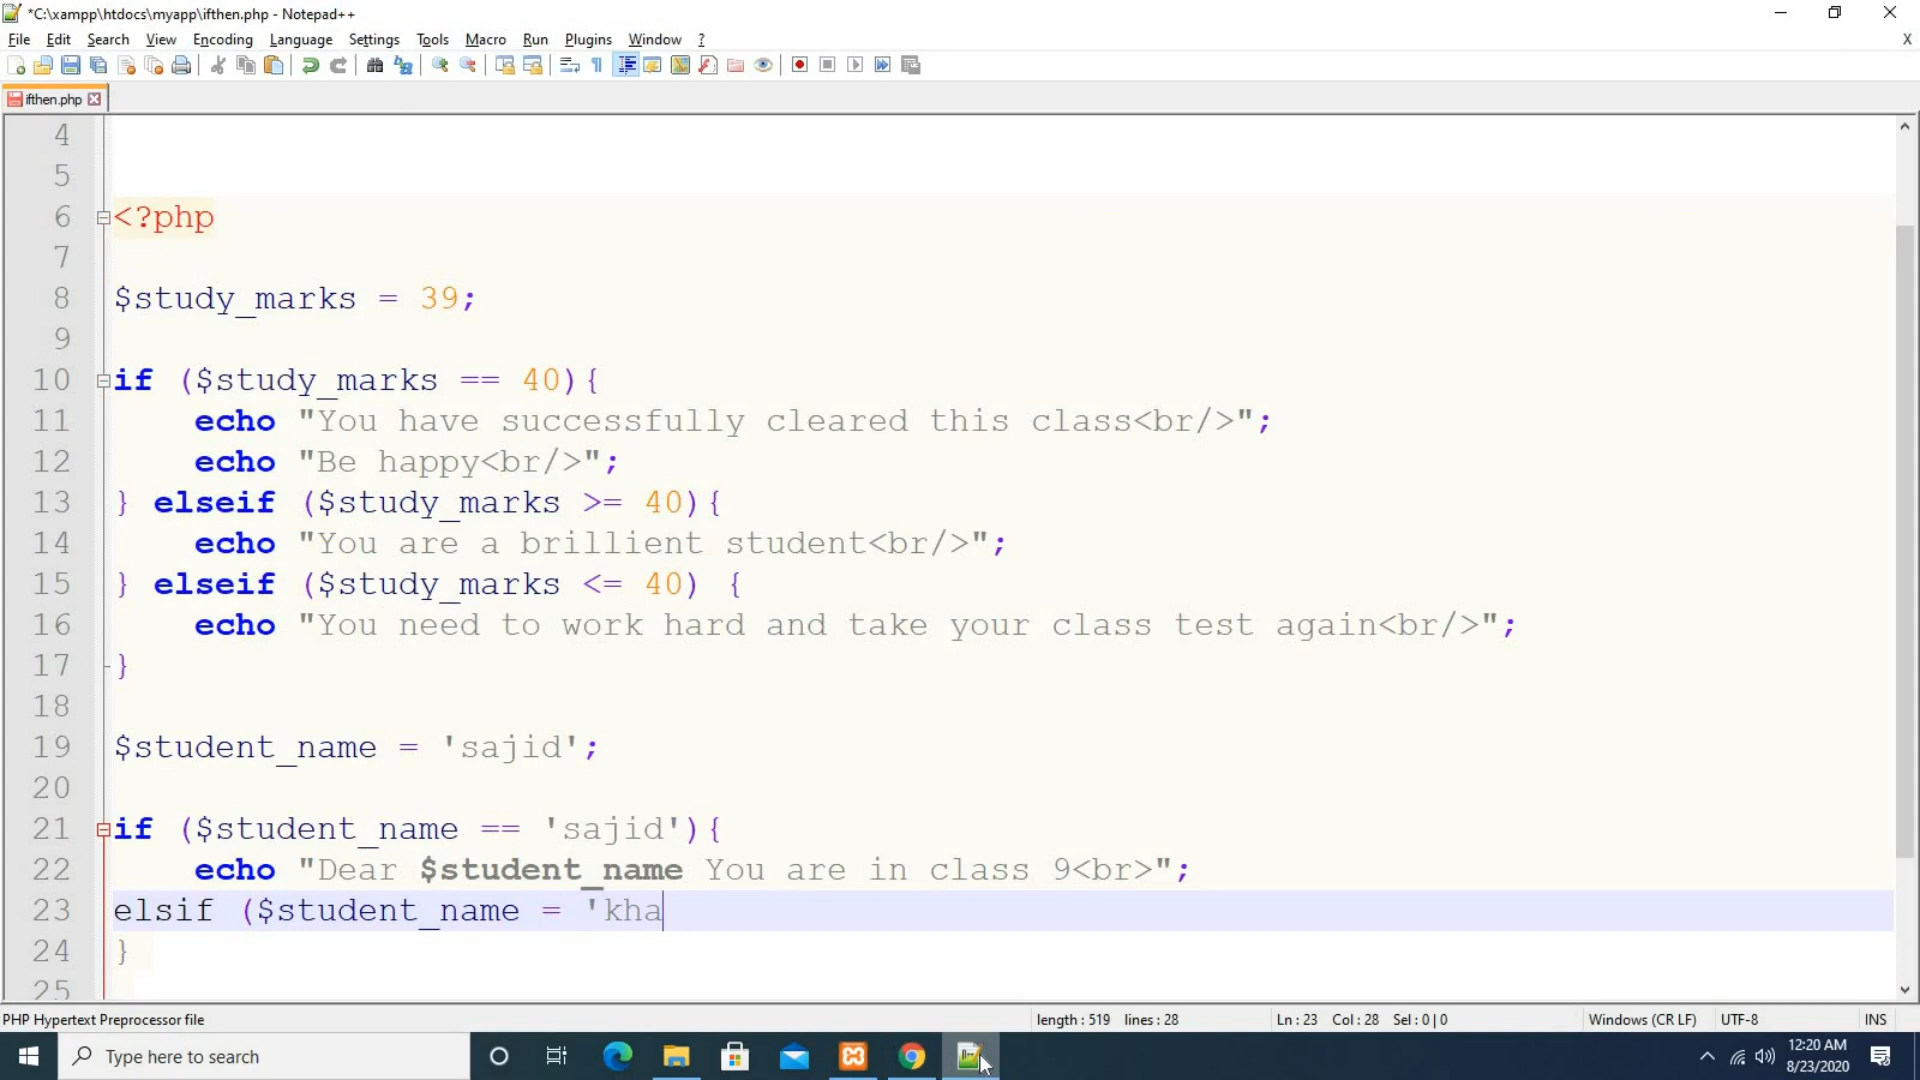 *C:\xampp\htdocs\myapp\ifthen.php - Notepad++
File Edit Search View Encoding Language Settings Tools Macro Run Plugins Window ?
X
ifthen.php
4
5
6 <?php
7
8 $study_marks = 39;
9
10 if ($study_marks == 40){
11 echo "You have successfully cleared this class<br/>";
12 echo "Be happy<br/>";
13 } elseif ($study_marks >= 40){
14 echo "You are a brillient student<br/>";
15 } elseif ($study_marks <= 40) {
16 echo "You need to work hard and take your class test again<br/>";
17 }
18
19 $student_name = 'sajid';
20
21 if ($student_name == 'sajid'){
22 echo "Dear $student_name You are in class 9<br>";
23 elsif ($student_name = 'kha
24 }
25
PHP Hypertext Preprocessor file length : 519 lines : 28 Ln : 23 Col : 28 Sel : 0 | 0 Windows (CR LF) UTF-8 INS
Type here to search
12:20 AM
8/23/2020